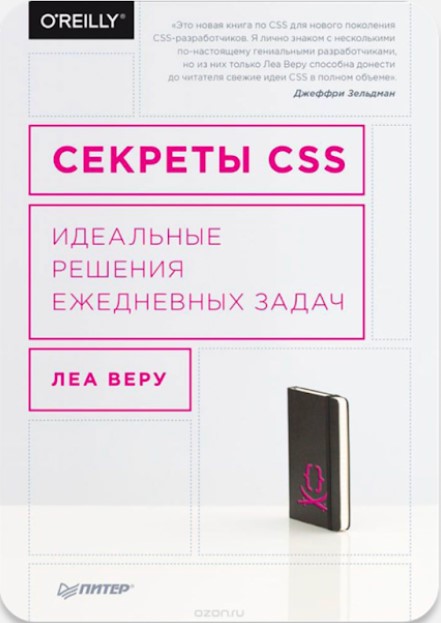 O'REILLY®
«Это новая книга по CSS для нового поколения
CSS-разработчиков. Я лично знаком с несколькими
по-настоящему гениальными разработчиками,
но из них только Леа Веру способна донести
до читателя свежие идеи CSS в полном объеме».
Джеффри Зельдман
СЕКРЕТЫ CSS
ИДЕАЛЬНЫЕ
РЕШЕНИЯ
ЕЖЕДНЕВНЫХ ЗАДАЧ
ЛЕА ВЕРУ
ПИТЕР®
ozon.ru